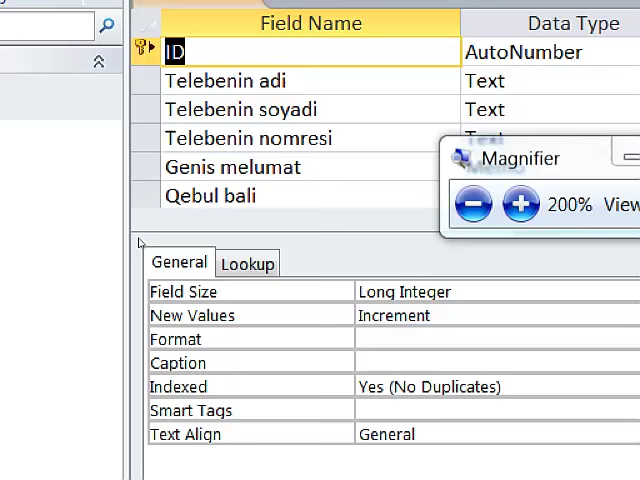 Field Name Data Type
ID AutoNumber
Telebenin adi Text
Telebenin soyadi Text
Telebenin nomresi Text
Genis melumat
Qebul bali
Magnifier
200% View
General Lookup
Field Size Long Integer
New Values Increment
Format
Caption
Indexed Yes (No Duplicates)
Smart Tags
Text Align General